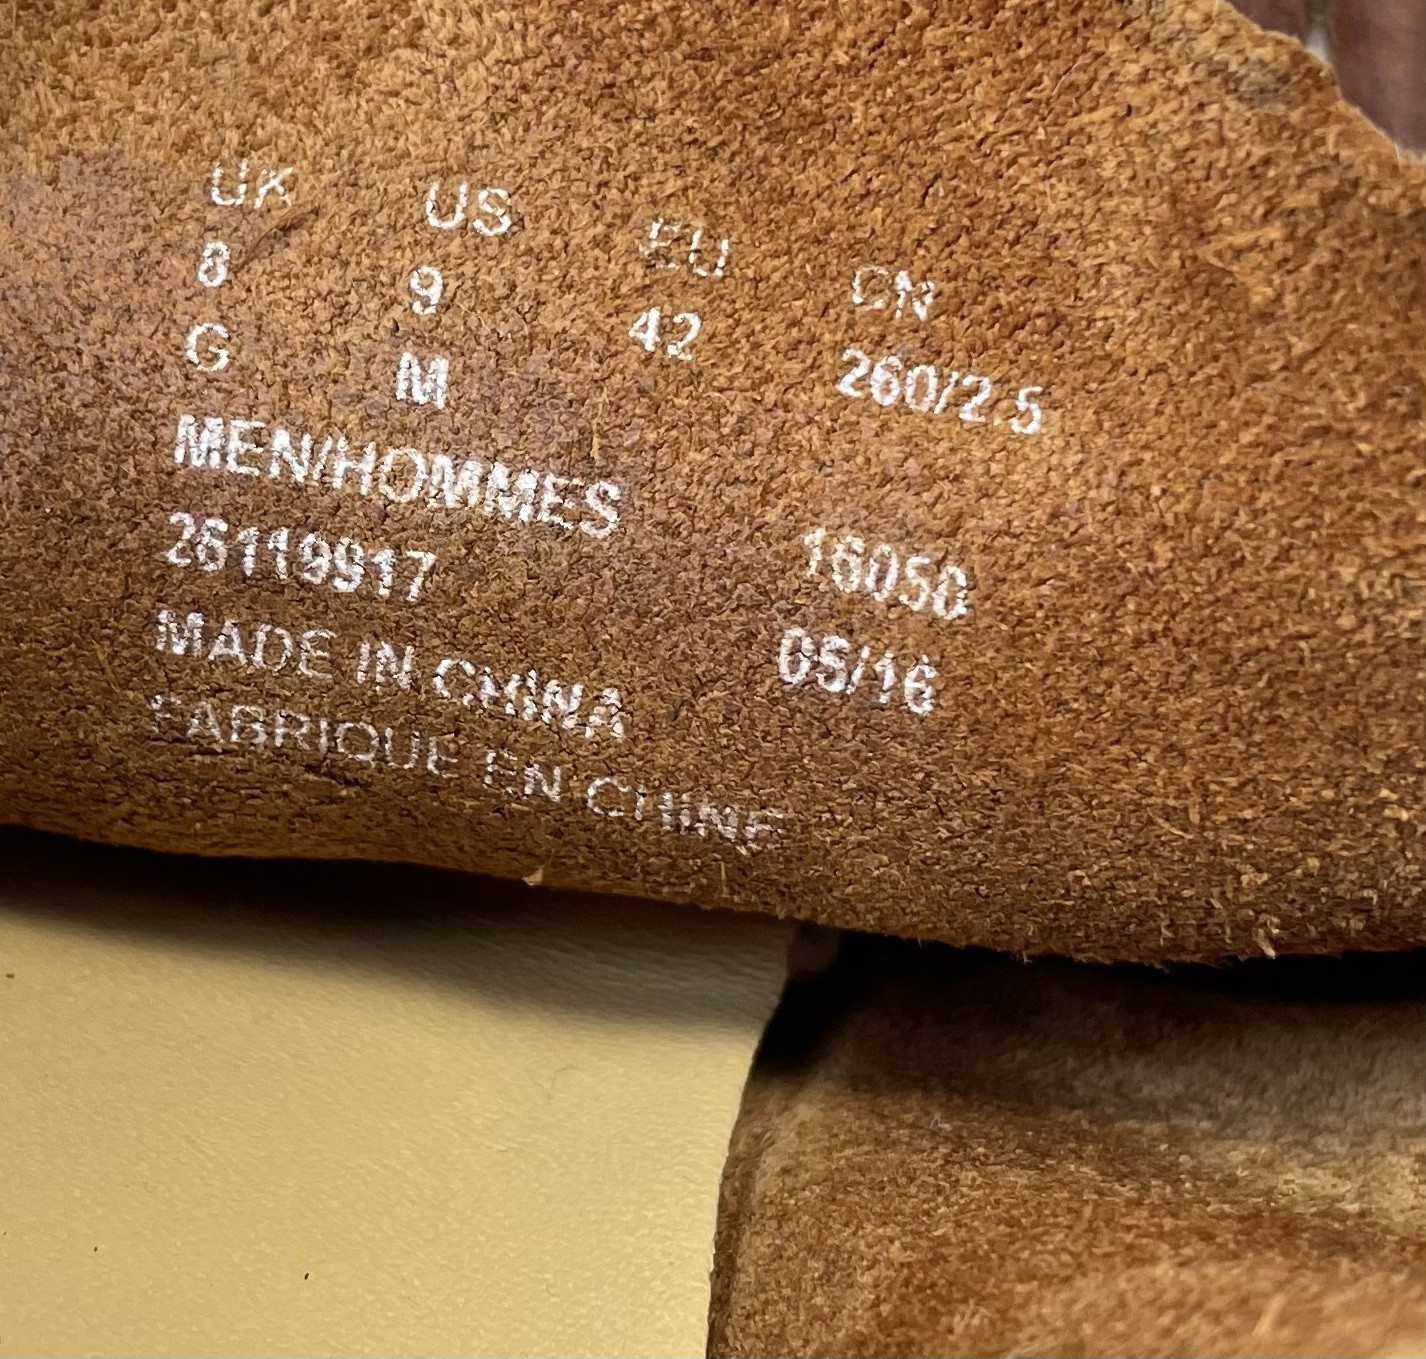 UK US EU CN
8 9 42 260/2.5
G M
MEN/HOMMES
26119917 16058
MADE IN CHINA 05/16
FABRIQUE EN CHINE